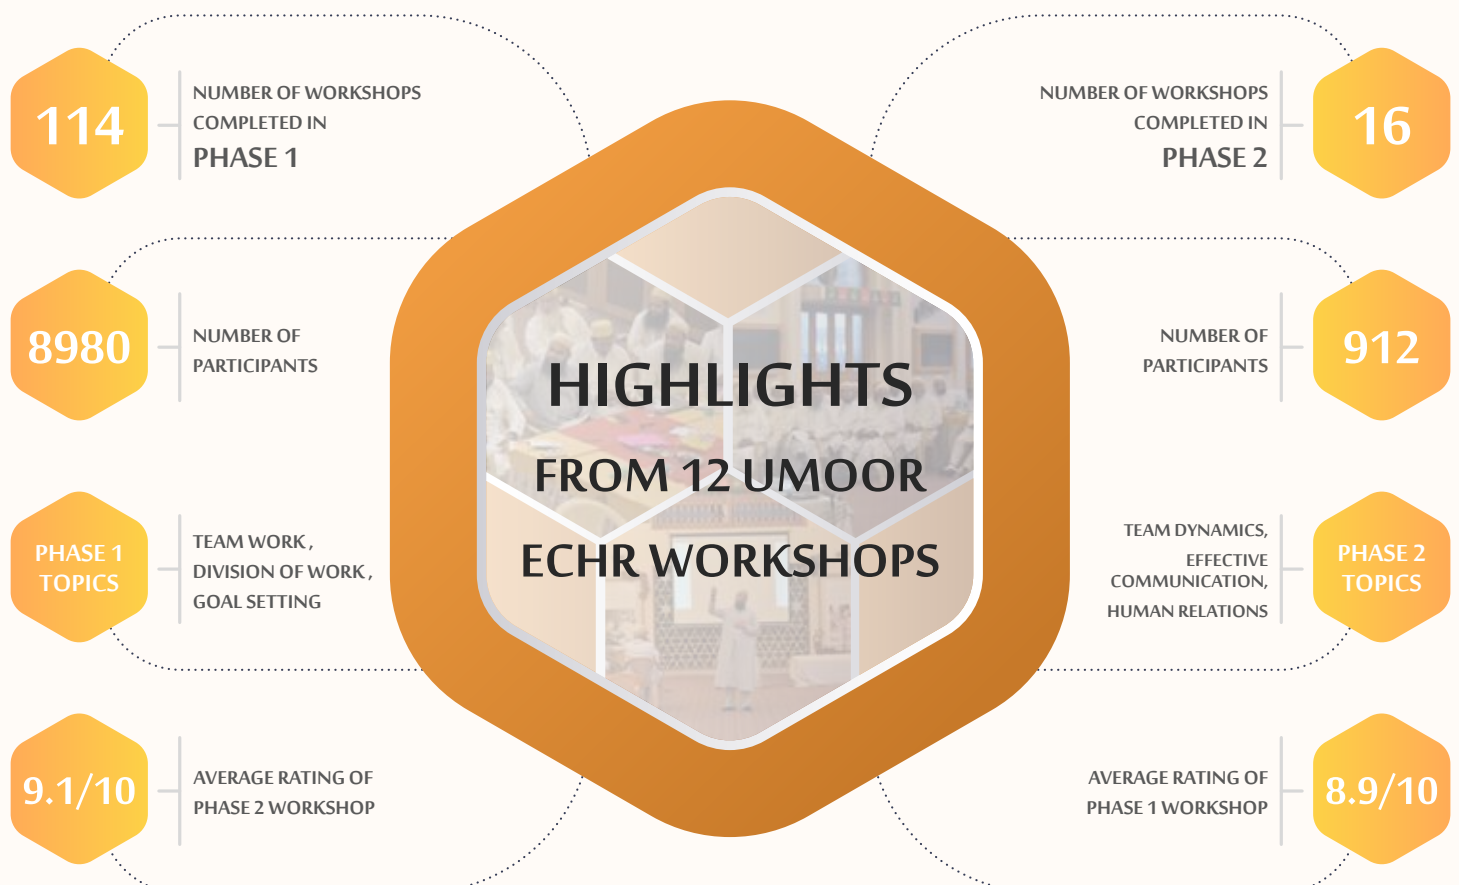 114
NUMBER OF WORKSHOPS
COMPLETED IN
PHASE 1
8980
NUMBER OF
PARTICIPANTS
PHASE 1
TOPICS
TEAM WORK ,
DIVISION OF WORK ,
GOAL SETTING
9.1/10
AVERAGE RATING OF
PHASE 2 WORKSHOP
HIGHLIGHTS
FROM 12 UMOOR
ECHR WORKSHOPS
NUMBER OF WORKSHOPS
COMPLETED IN
PHASE 2
16
NUMBER OF
PARTICIPANTS
912
TEAM DYNAMICS,
EFFECTIVE
COMMUNICATION,
HUMAN RELATIONS
PHASE 2
TOPICS
AVERAGE RATING OF
PHASE 1 WORKSHOP
8.9/10